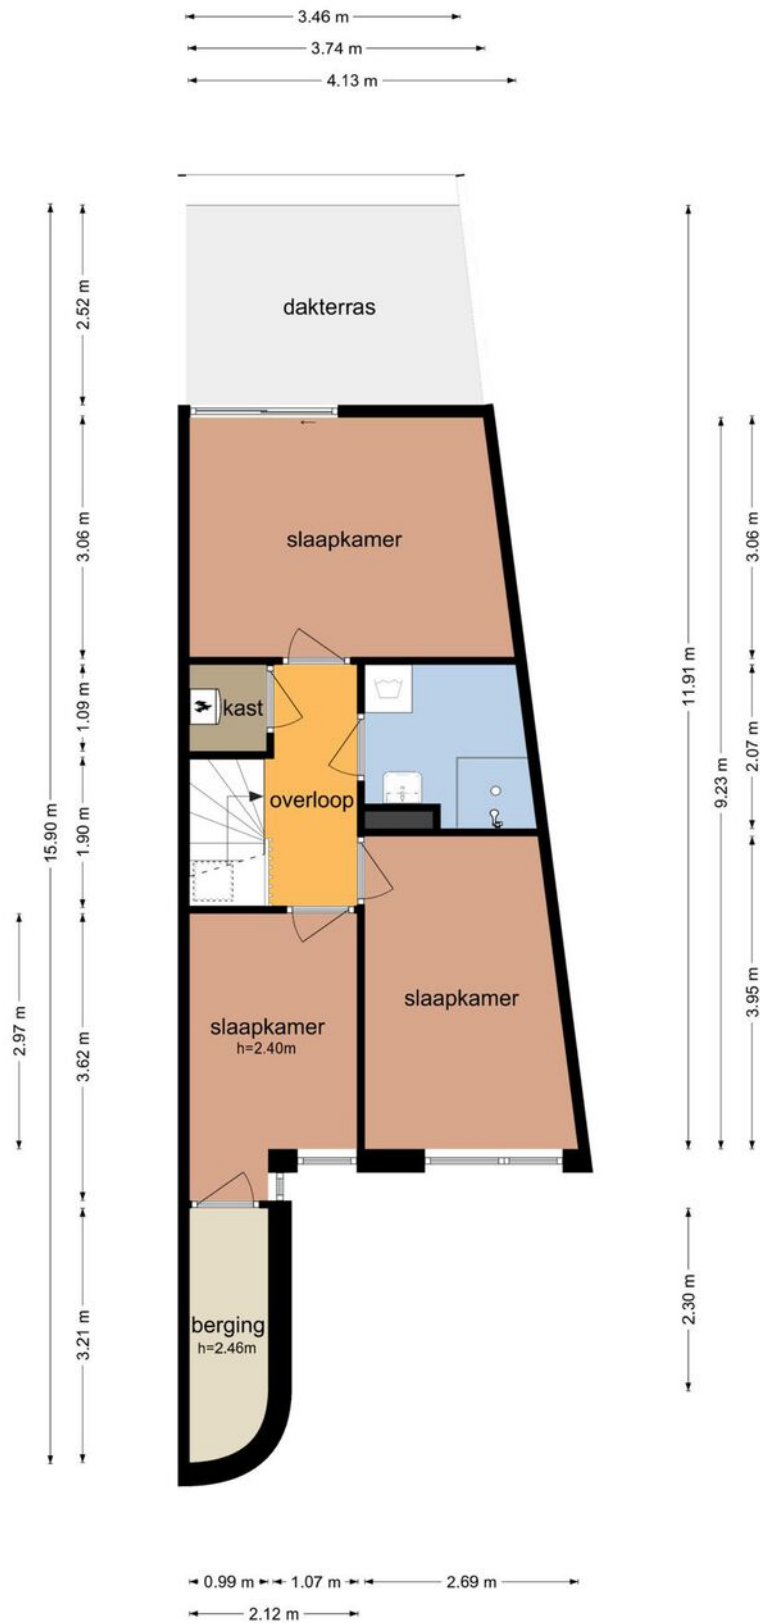 3.46 m
3.74 m
4.13 m
dakterras
2.52 m
slaapkamer
3.06 m
3.06 m
kast
1.09 m
11.91 m
2.07 m
9.23 m
overloop
15.90 m
1.90 m
slaapkamer
3.95 m
slaapkamer
h=2.40m
2.97 m
3.62 m
berging
h=2.46m
3.21 m
2.30 m
0.99 m
1.07 m
2.69 m
2.12 m